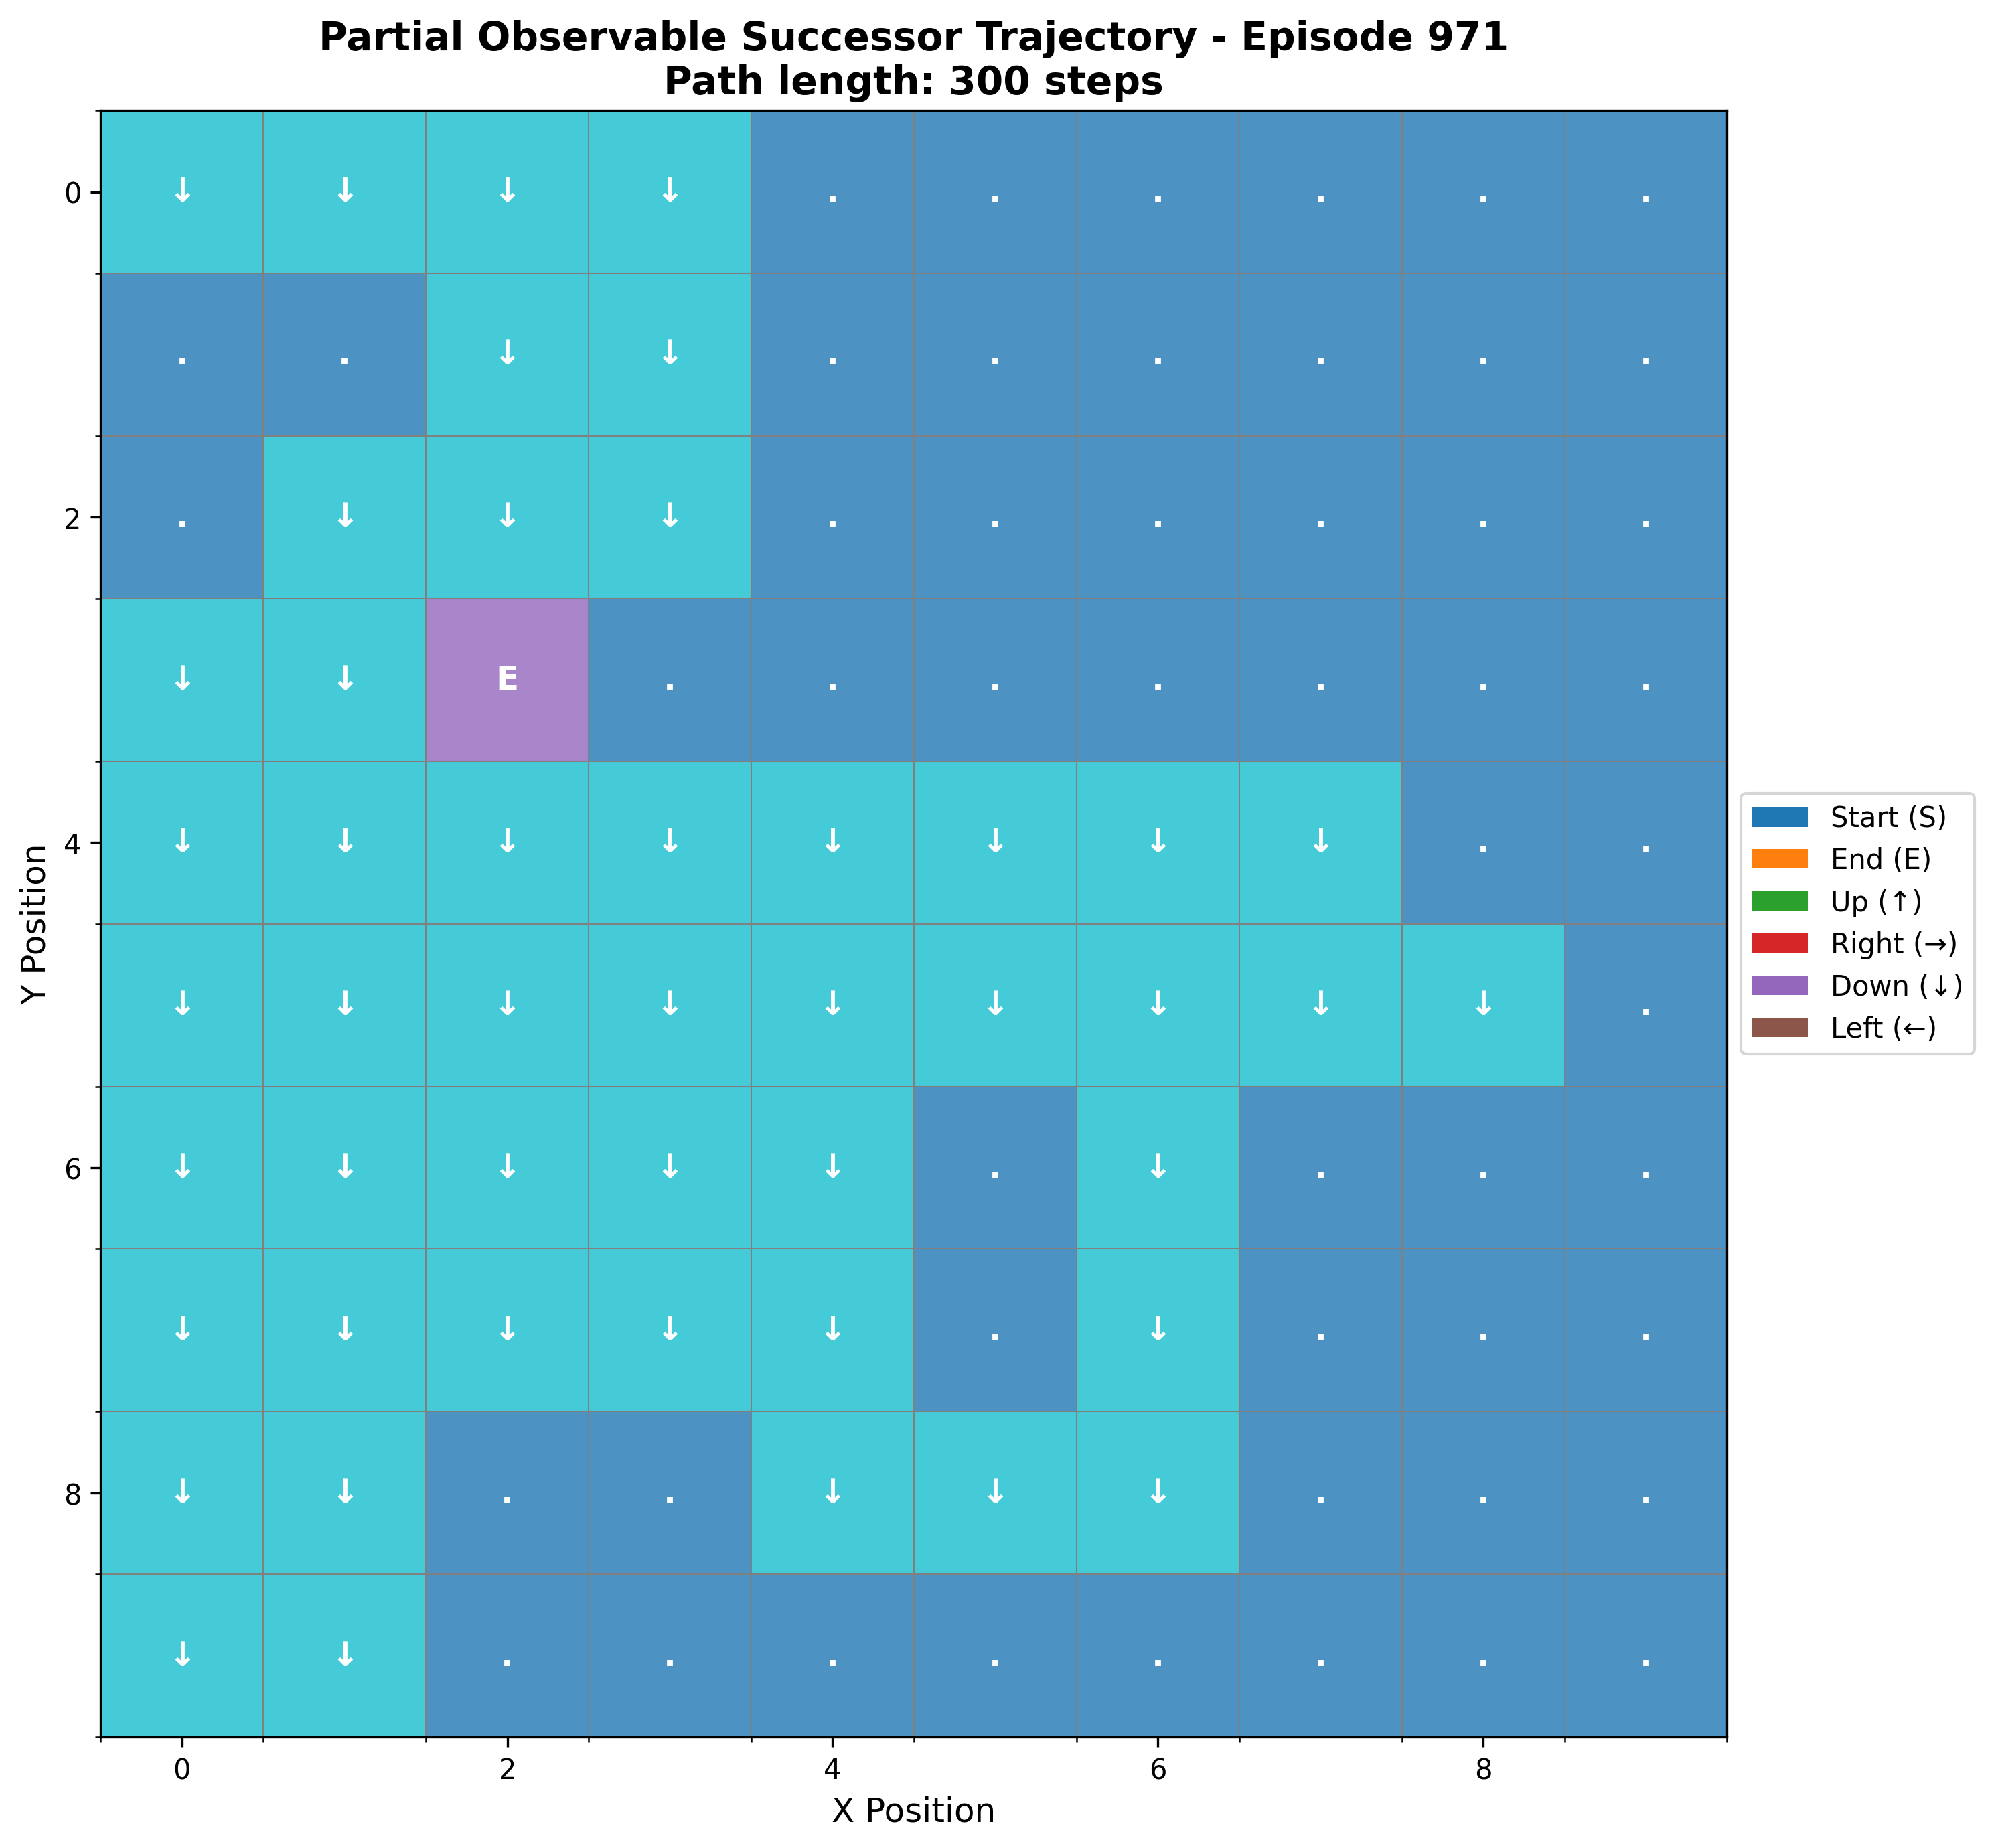 Partial Observable Successor Trajectory - Episode 971
Path length: 300 steps
0 ↓ ↓ ↓ ↓ . . . . . .
. . ↓ ↓ . . . . . .
2 . ↓ ↓ ↓ . . . . . .
↓ ↓ E . . . . . . .
4 ↓ ↓ ↓ ↓ ↓ ↓ ↓ ↓ . .
↓ ↓ ↓ ↓ ↓ ↓ ↓ ↓ ↓ .
6 ↓ ↓ ↓ ↓ ↓ . ↓ . . .
↓ ↓ ↓ ↓ ↓ . ↓ . . .
8 ↓ ↓ . . ↓ ↓ ↓ . . .
↓ ↓ . . . . . . . .
0 2 4 6 8
X Position
Y Position
Start (S)
End (E)
Up (↑)
Right (→)
Down (↓)
Left (←)